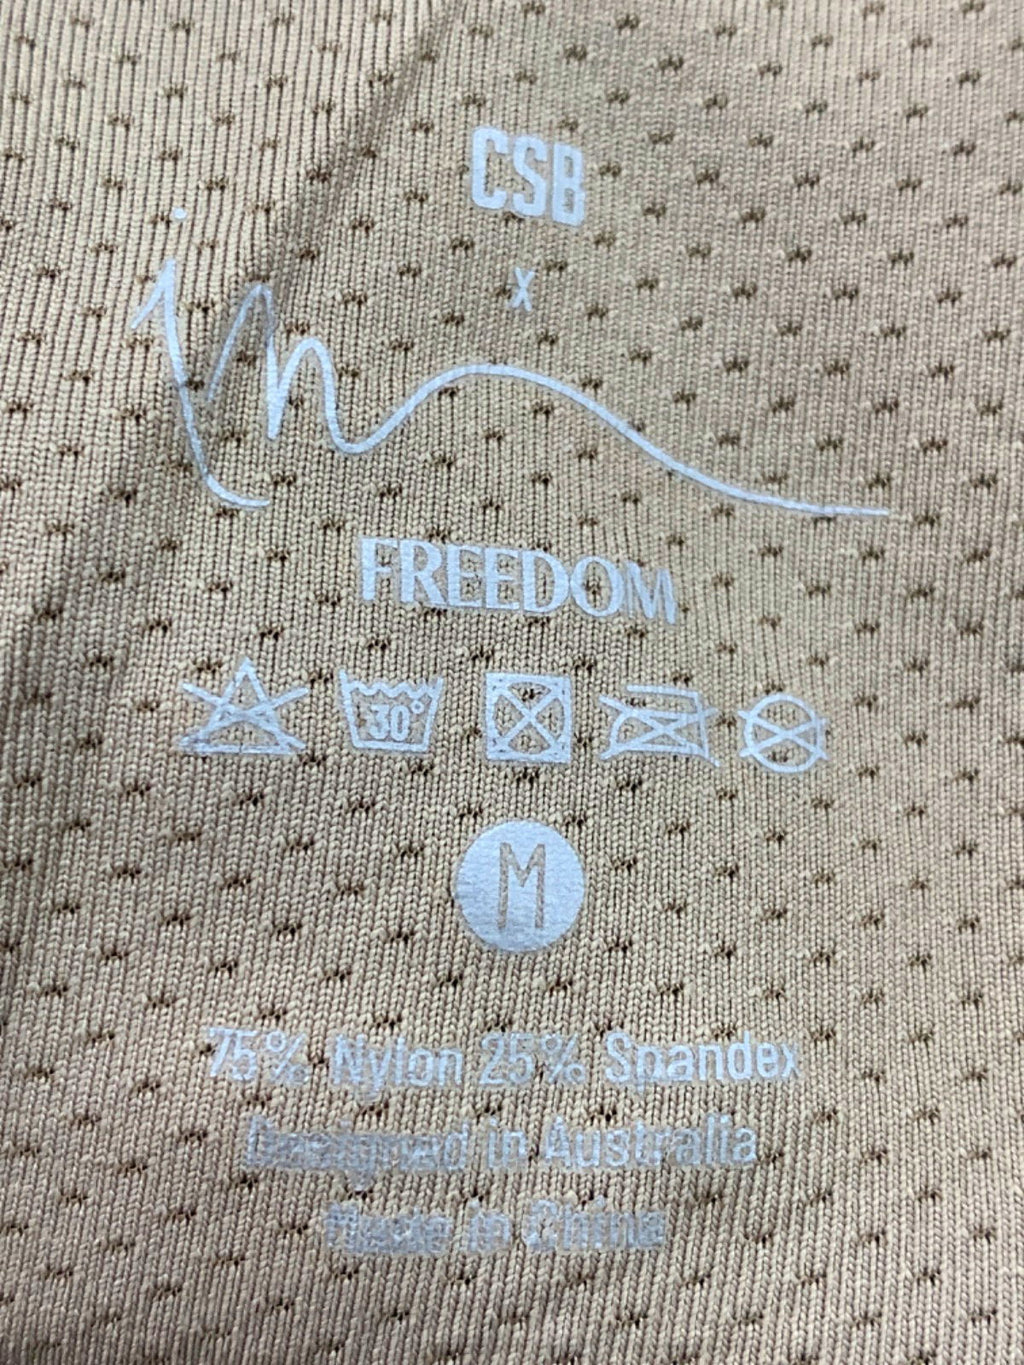 CSB
X
FREEDOM
30°
M
75% Nylon 25% Spandex
Designed in Australia
Made in China